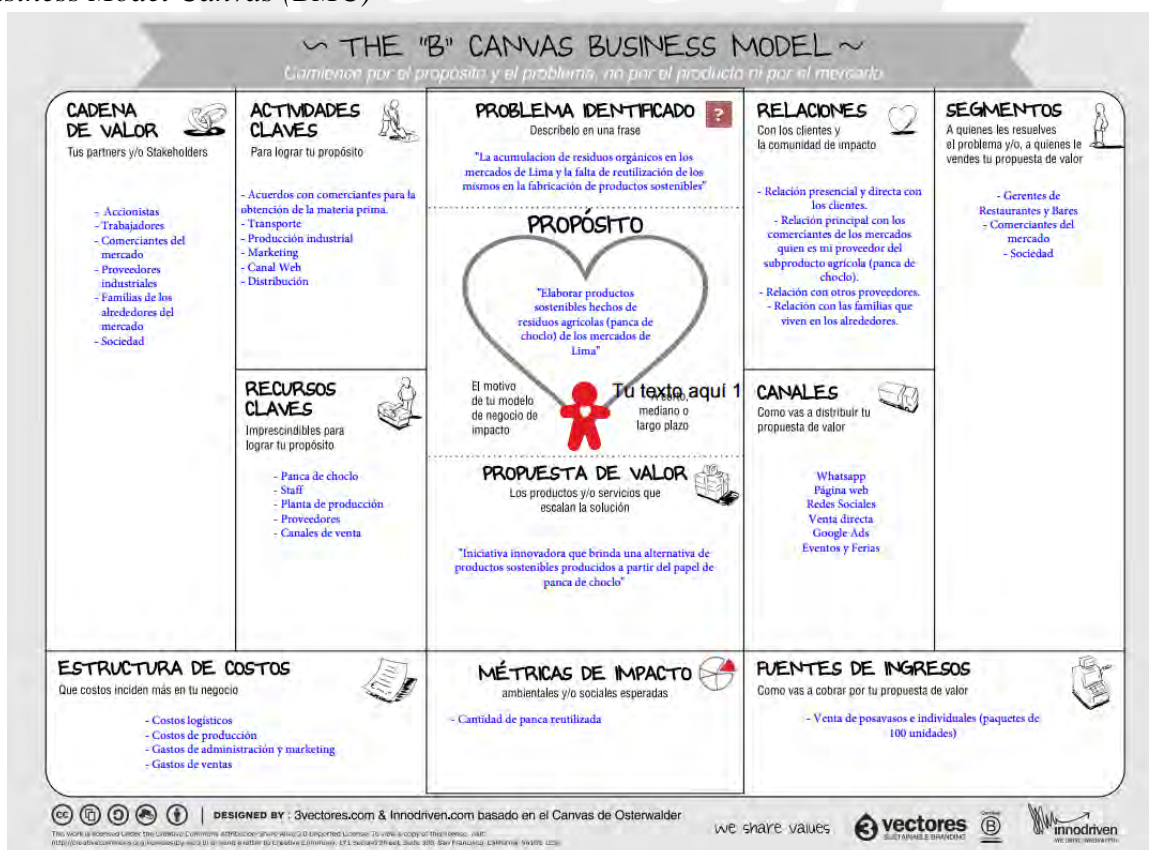 Business Model Canvas (BMC)
THE "B" CANVAS BUSINESS MODEL
Comience por el propósito y el problema, no por el producto ni por el mercado
CADENA
DE VALOR
Tus partners y/o Stakeholders
- Accionistas
- Trabajadores
- Comerciantes del
mercado
- Proveedores
industriales
- Familias de los
alrededores del
mercado
- Sociedad
ACTIVIDADES
CLAVES
Para lograr tu propósito
- Acuerdos con comerciantes para la
obtención de la materia prima.
- Transporte
- Producción industrial
- Marketing
- Canal Web
- Distribución
RECURSOS
CLAVES
Imprescindibles para
lograr tu propósito
- Panca de choclo
- Staff
- Planta de producción
- Proveedores
- Canales de venta
PROBLEMA IDENTIFICADO
?
Descríbelo en una frase
"La acumulacion de residuos orgánicos en los
mercados de Lima y la falta de reutilización de los
mismos en la fabricación de productos sostenibles"
PROPÓSITO
"Elaborar productos
sostenibles hechos de
residuos agrícolas (panca de
choclo) de los mercados de
Lima"
El motivo
de tu modelo
de negocio de
impacto
Tu texto aquí 1
mediano o
largo plazo
PROPUESTA DE VALOR
Los productos y/o servicios que
escalan la solución
"Iniciativa innovadora que brinda una alternativa de
productos sostenibles producidos a partir del papel de
panca de choclo"
RELACIONES
Con los clientes y
la comunidad de impacto
- Relación presencial y directa con
los clientes.
- Relación principal con los
comerciantes de los mercados
quien es mi proveedor del
subproducto agrícola (panca de
choclo).
- Relación con otros proveedores.
- Relación con las familias que
viven en los alrededores.
CANALES
Como vas a distribuir tu
propuesta de valor
Whatsapp
Página web
Redes Sociales
Venta directa
Google Ads
Eventos y Ferias
SEGMENTOS
A quienes les resuelves
el problema y/o, a quienes le
vendes tu propuesta de valor
- Gerentes de
Restaurantes y Bares
- Comerciantes del
mercado
- Sociedad
ESTRUCTURA DE COSTOS
Que costos inciden más en tu negocio
- Costos logísticos
- Costos de producción
- Gastos de administración y marketing
- Gastos de ventas
MÉTRICAS DE IMPACTO
ambientales y/o sociales esperadas
- Cantidad de panca reutilizada
FUENTES DE INGRESOS
Como vas a cobrar por tu propuesta de valor
- Venta de posavasos e individuales (paquetes de
100 unidades)
cc
DESIGNED BY : 3vectores.com & Innodriven.com basado en el Canvas de Osterwalder
we share values
3 vectores
SUSTAINABLE BRANDING
B
innodriven